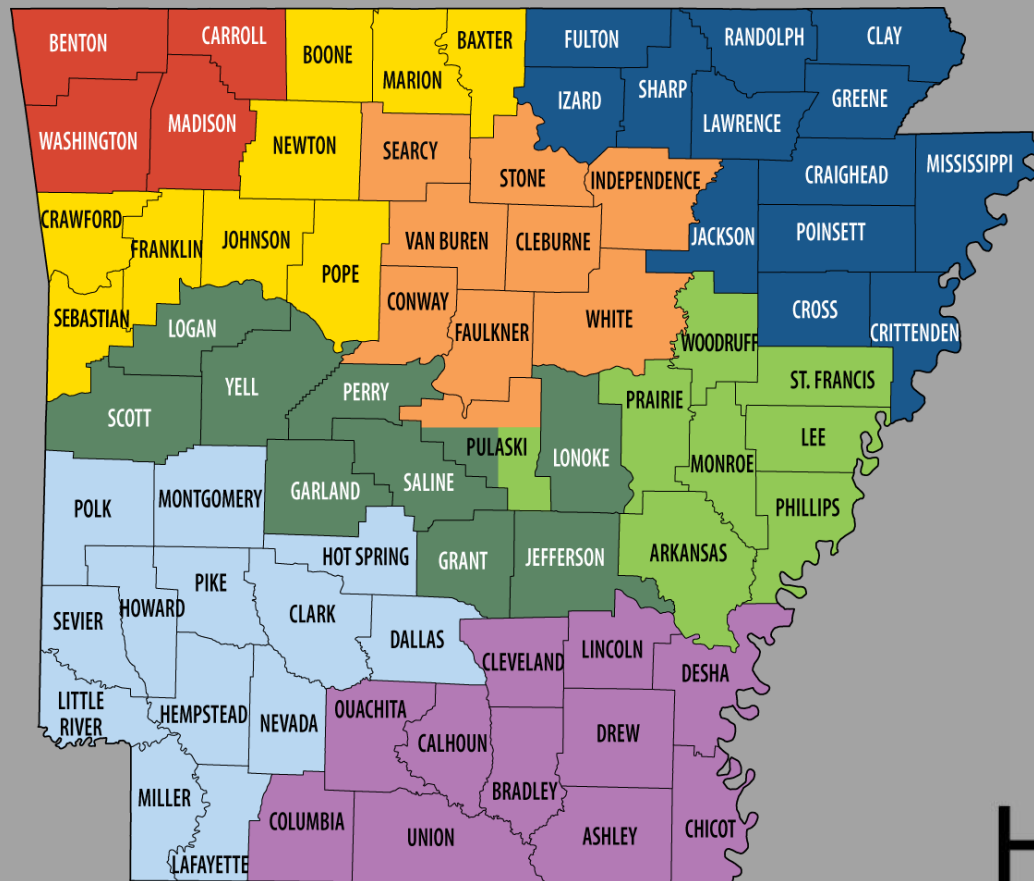 BENTON
CARROLL
BOONE
MARION
BAXTER
FULTON
RANDOLPH
CLAY
IZARD
SHARP
LAWRENCE
GREENE
WASHINGTON
MADISON
NEWTON
SEARCY
STONE
INDEPENDENCE
CRAIGHEAD
MISSISSIPPI
CRAWFORD
FRANKLIN
JOHNSON
POPE
VAN BUREN
CLEBURNE
JACKSON
POINSETT
SEBASTIAN
LOGAN
CONWAY
FAULKNER
WHITE
WOODRUFF
CROSS
CRITTENDEN
SCOTT
YELL
PERRY
PRAIRIE
ST. FRANCIS
PULASKI
LONOKE
MONROE
LEE
POLK
MONTGOMERY
GARLAND
SALINE
PHILLIPS
HOT SPRING
GRANT
JEFFERSON
ARKANSAS
SEVIER
HOWARD
PIKE
CLARK
DALLAS
CLEVELAND
LINCOLN
DESHA
LITTLE
RIVER
HEMPSTEAD
NEVADA
OUACHITA
CALHOUN
DREW
MILLER
BRADLEY
COLUMBIA
UNION
ASHLEY
CHICOT
LAFAYETTE
H